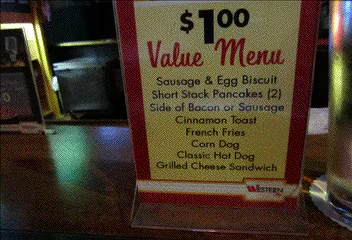 $1.00
Value Menu
Sausage & Egg Biscuit
Short Stack Pancakes (2)
Side of Bacon or Sausage
Cinnamon Toast
French Fries
Corn Dog
Classic Hot Dog
Grilled Cheese Sandwich
WESTERN